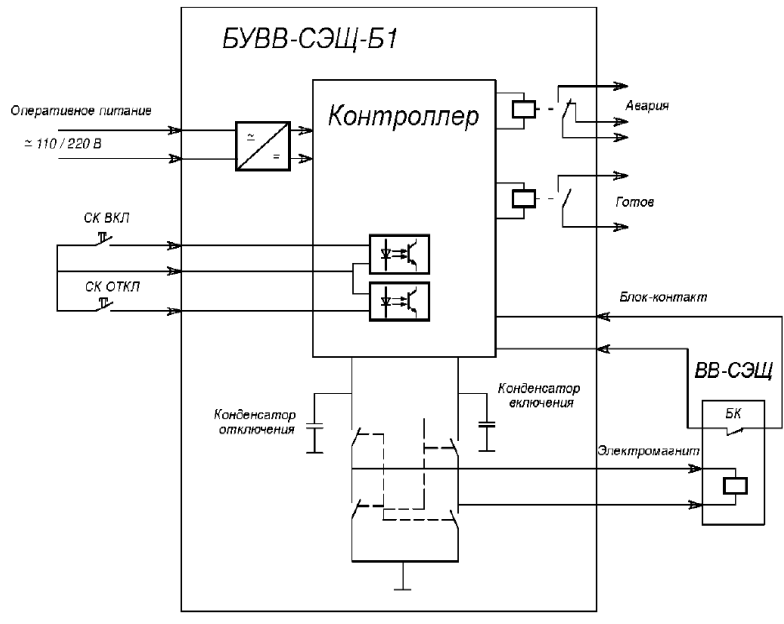 БУВВ-СЭЩ-Б1
Контроллер
Оперативное питание
≃ 110 / 220 В
≃
=
Авария
Готов
СК ВКЛ
СК ОТКЛ
Блок-контакт
ВВ-СЭЩ
БК
Конденсатор
отключения
Конденсатор
включения
Электромагнит